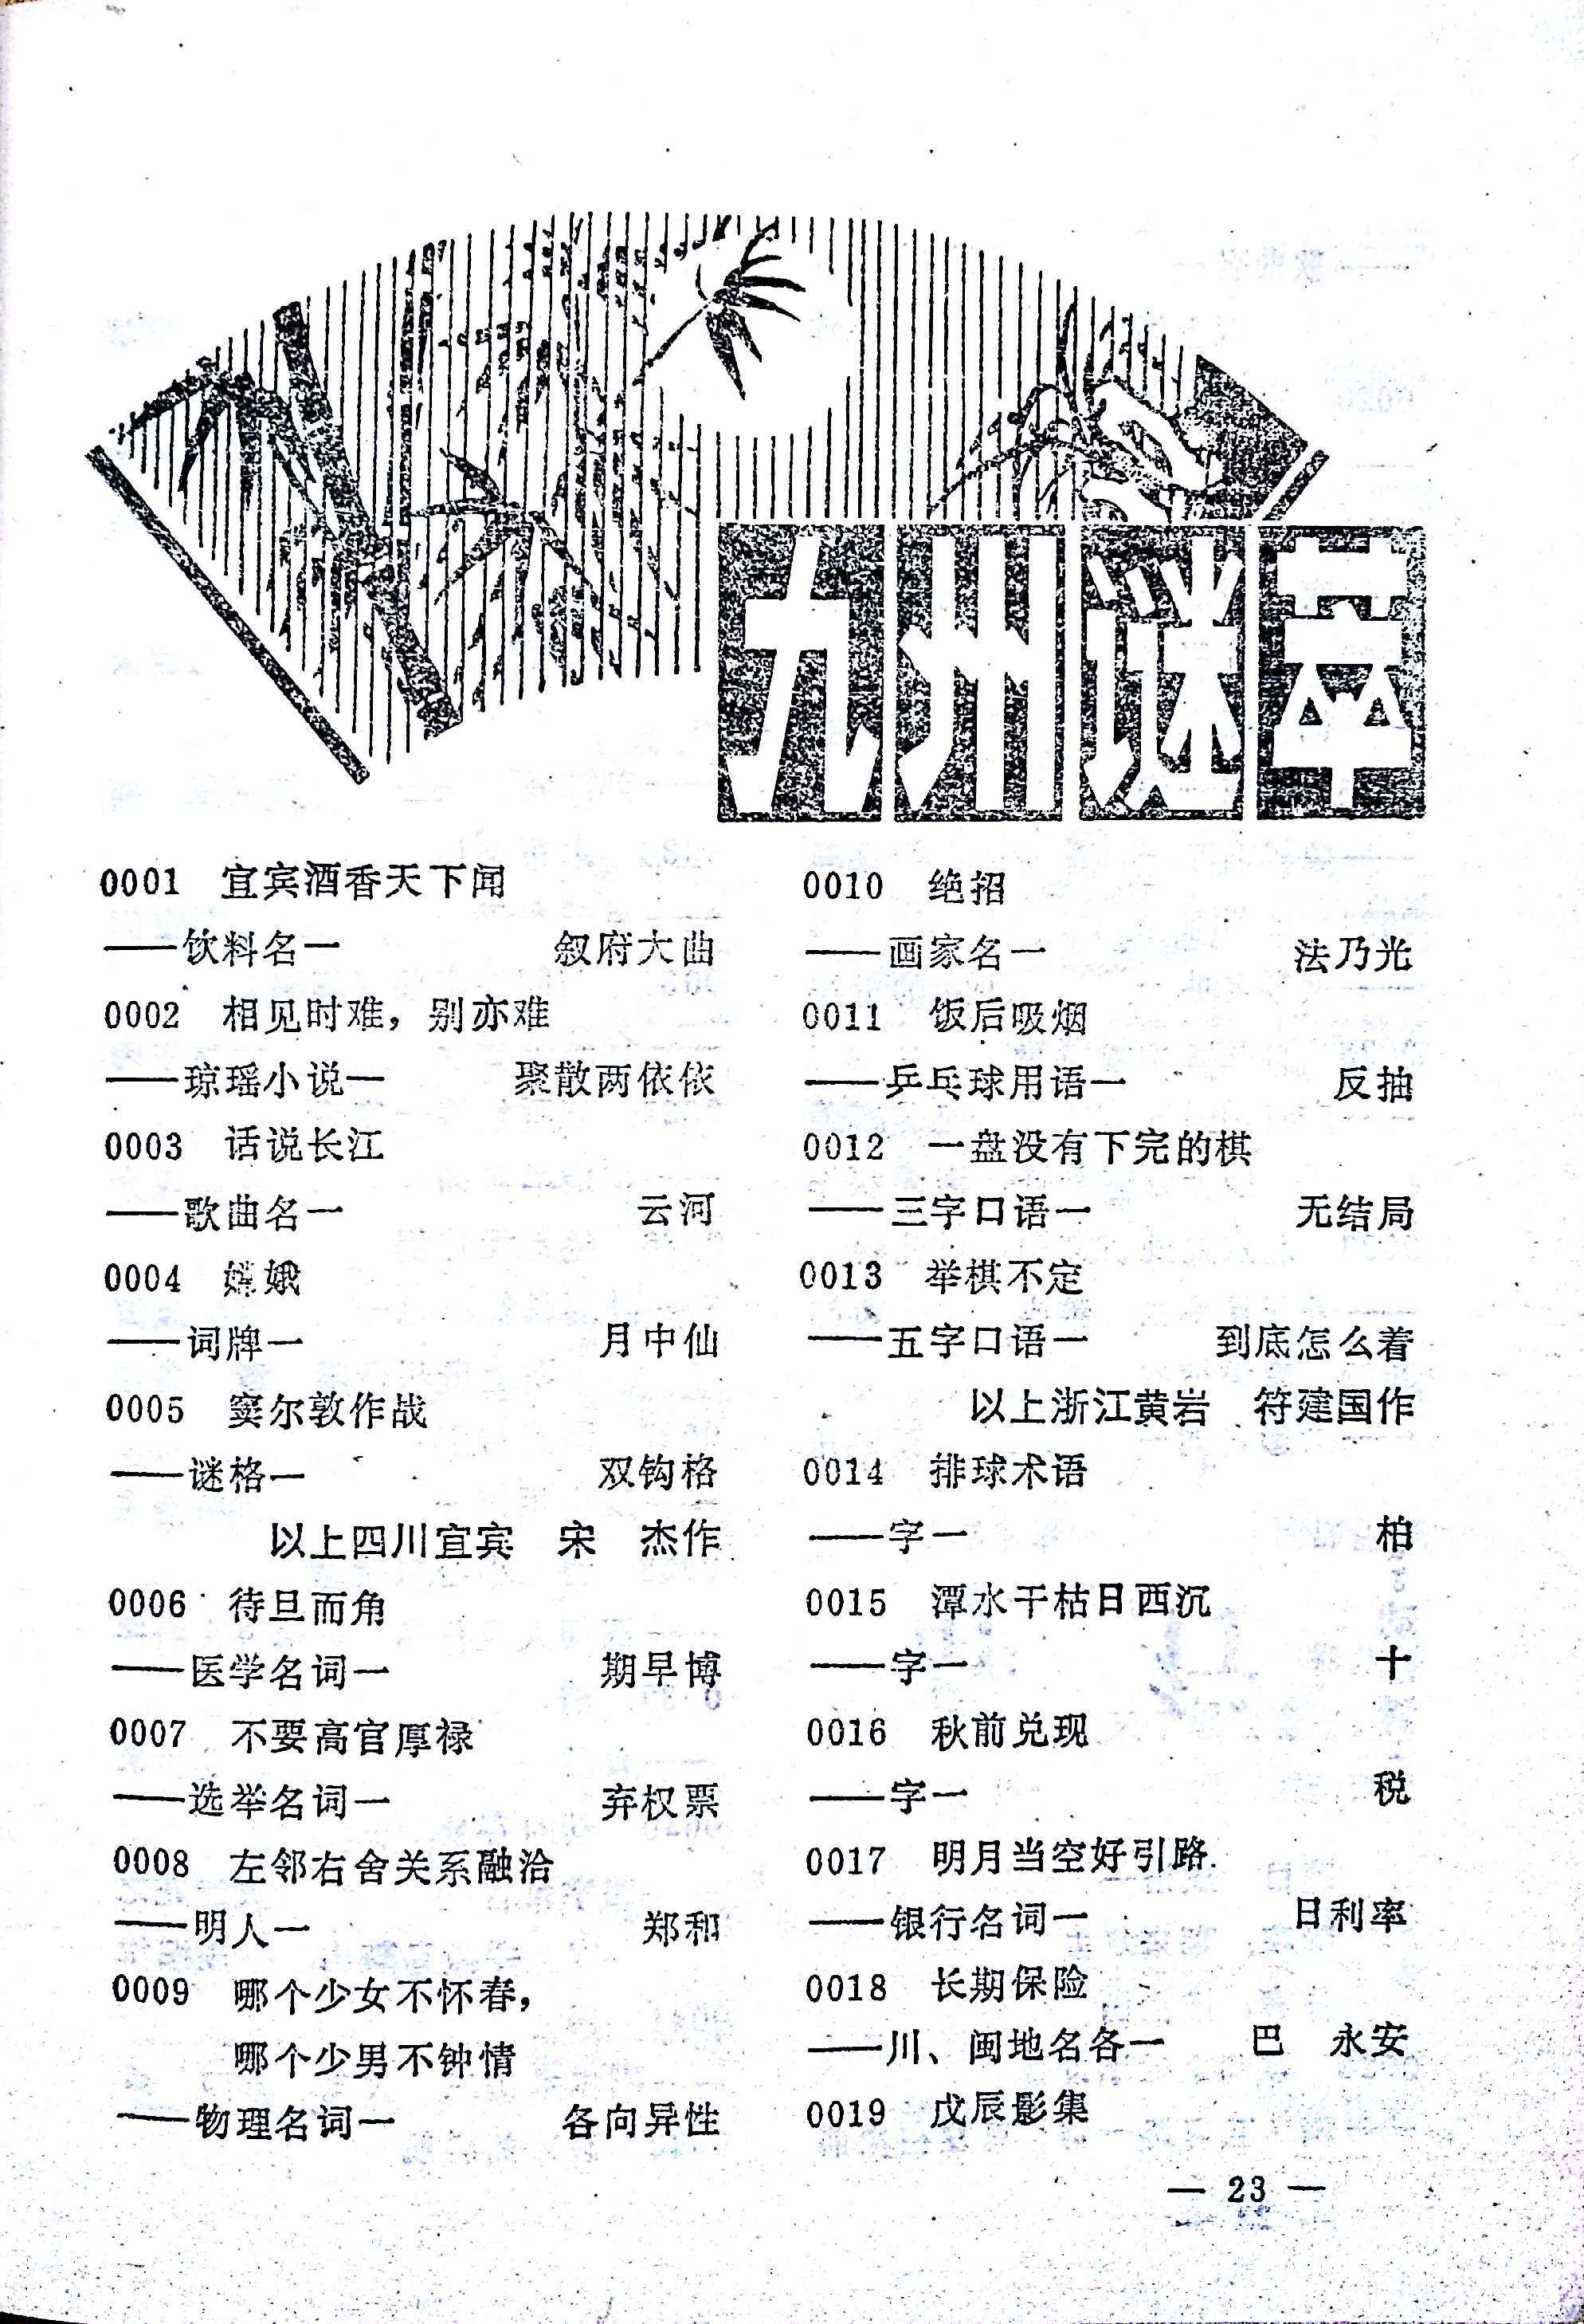 九州谜萃
0001 宜宾酒香天下闻
——饮料名一 叙府大曲
0002 相见时难，别亦难
——琼瑶小说一 聚散两依依
0003 话说长江
——歌曲名一 云河
0004 嫦娥
——词牌一 月中仙
0005 窦尔敦作战
——谜格一 双钩格
以上四川宜宾 宋 杰作
0006 待旦而角
——医学名词一 期早博
0007 不要高官厚禄
——选举名词一 弃权票
0008 左邻右舍关系融洽
——明人一 郑和
0009 哪个少女不怀春，
哪个少男不钟情
——物理名词一 各向异性
0010 绝招
——画家名一 法乃光
0011 饭后吸烟
——乒乓球用语一 反抽
0012 一盘没有下完的棋
——三字口语一 无结局
0013 举棋不定
——五字口语一 到底怎么着
以上浙江黄岩 符建国作
0014 排球术语
——字一 柏
0015 潭水干枯日西沉
——字一 十
0016 秋前兑现
——字一 税
0017 明月当空好引路
——银行名词一 日利率
0018 长期保险
——川、闽地名各一 巴 永安
0019 戊辰影集
— 23 —